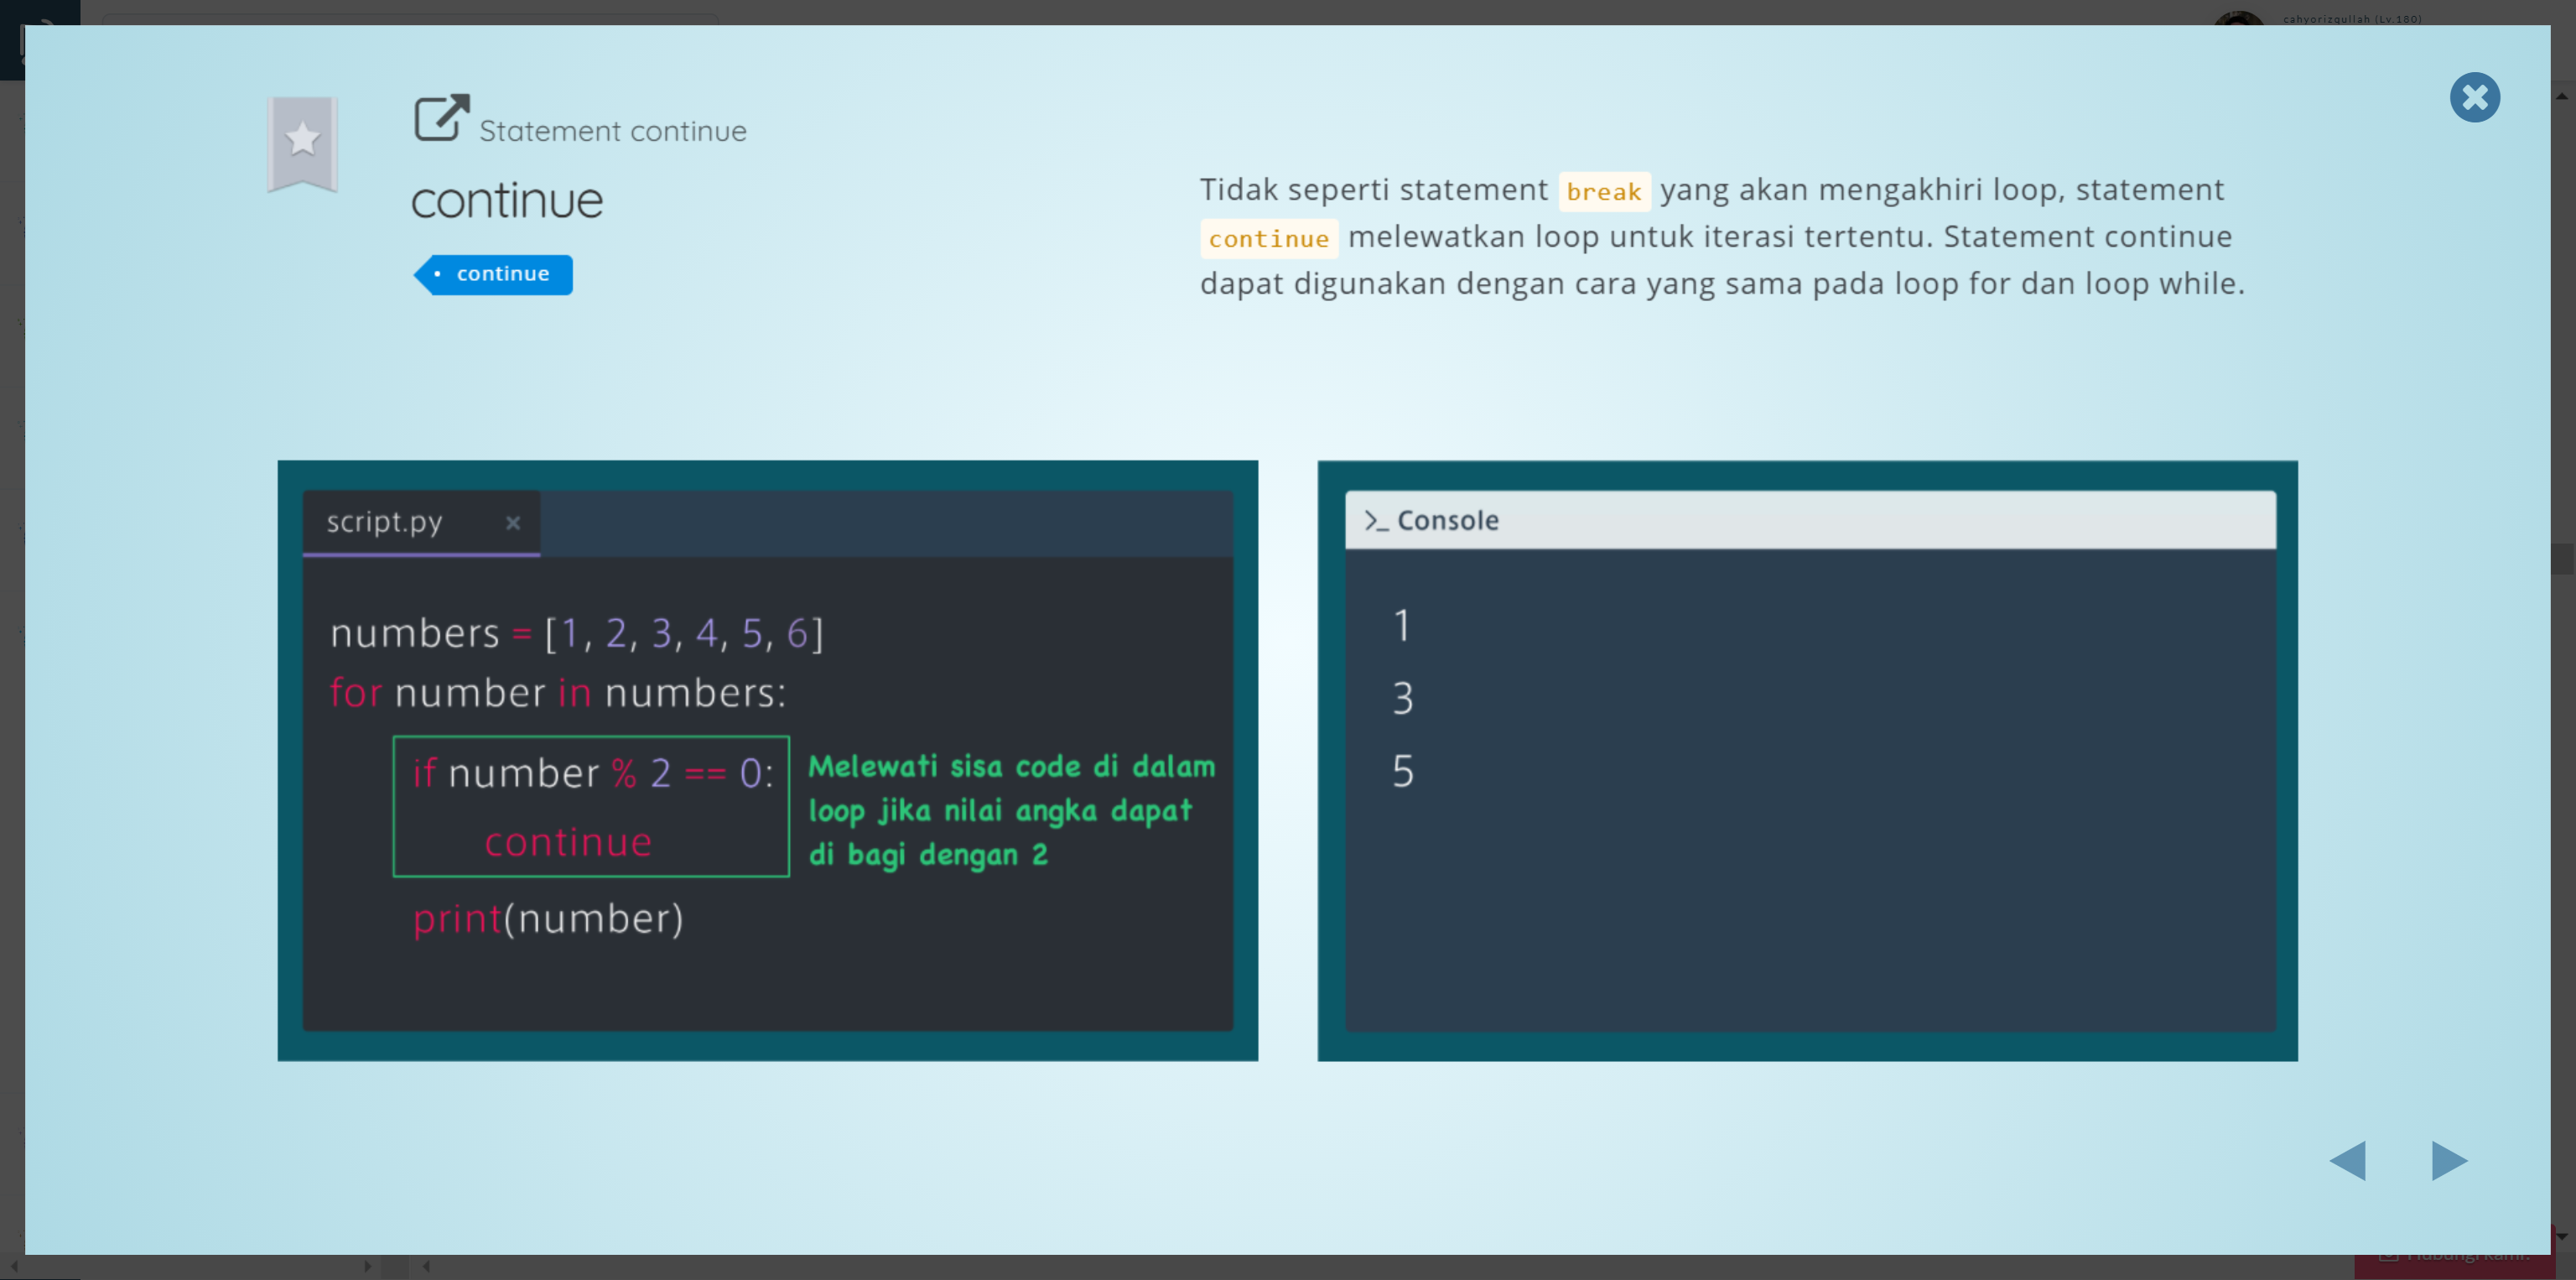 cahyorizqullah (Lv.180)
Statement continue
continue
continue
Tidak seperti statement break yang akan mengakhiri loop, statement
continue melewatkan loop untuk iterasi tertentu. Statement continue
dapat digunakan dengan cara yang sama pada loop for dan loop while.
script.py
numbers = [1, 2, 3, 4, 5, 6]
for number in numbers:
if number % 2 == 0:
continue
Melewati sisa code di dalam
loop jika nilai angka dapat
di bagi dengan 2
print(number)
>_ Console
1
3
5
Hubungi kami.